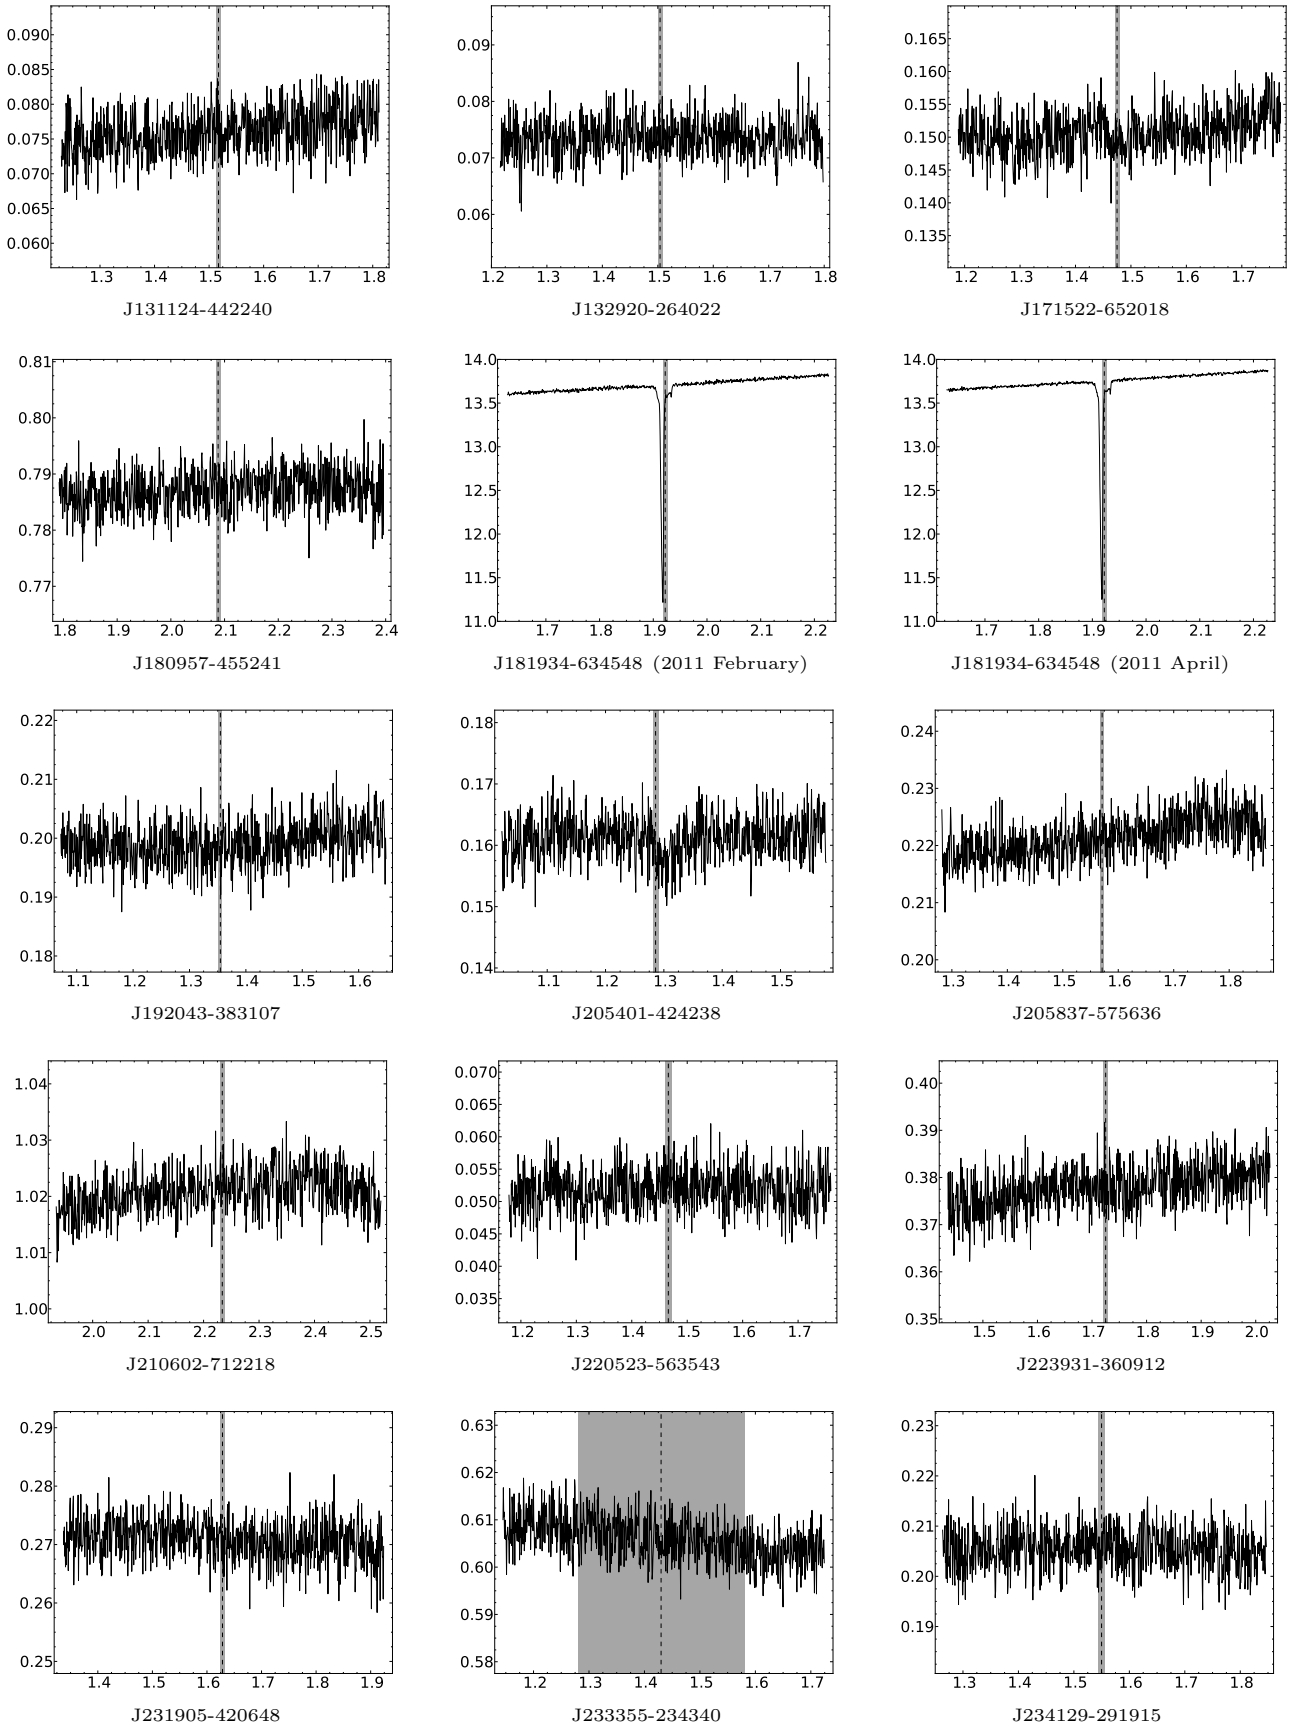 0.090
0.085
0.080
0.075
0.070
0.065
0.060
1.3 1.4 1.5 1.6 1.7 1.8
J131124-442240
0.09
0.08
0.07
0.06
1.2 1.3 1.4 1.5 1.6 1.7 1.8
J132920-264022
0.165
0.160
0.155
0.150
0.145
0.140
0.135
1.2 1.3 1.4 1.5 1.6 1.7
J171522-652018
0.81
0.80
0.79
0.78
0.77
1.8 1.9 2.0 2.1 2.2 2.3 2.4
J180957-455241
14.0
13.5
13.0
12.5
12.0
11.5
11.0
1.7 1.8 1.9 2.0 2.1 2.2
J181934-634548 (2011 February)
14.0
13.5
13.0
12.5
12.0
11.5
11.0
1.7 1.8 1.9 2.0 2.1 2.2
J181934-634548 (2011 April)
0.22
0.21
0.20
0.19
0.18
1.1 1.2 1.3 1.4 1.5 1.6
J192043-383107
0.18
0.17
0.16
0.15
0.14
1.1 1.2 1.3 1.4 1.5
J205401-424238
0.24
0.23
0.22
0.21
0.20
1.3 1.4 1.5 1.6 1.7 1.8
J205837-575636
1.04
1.03
1.02
1.01
1.00
2.0 2.1 2.2 2.3 2.4 2.5
J210602-712218
0.070
0.065
0.060
0.055
0.050
0.045
0.040
0.035
1.2 1.3 1.4 1.5 1.6 1.7
J220523-563543
0.40
0.39
0.38
0.37
0.36
0.35
1.5 1.6 1.7 1.8 1.9 2.0
J223931-360912
0.29
0.28
0.27
0.26
0.25
1.4 1.5 1.6 1.7 1.8 1.9
J231905-420648
0.63
0.62
0.61
0.60
0.59
0.58
1.2 1.3 1.4 1.5 1.6 1.7
J233355-234340
0.23
0.22
0.21
0.20
0.19
1.3 1.4 1.5 1.6 1.7 1.8
J234129-291915